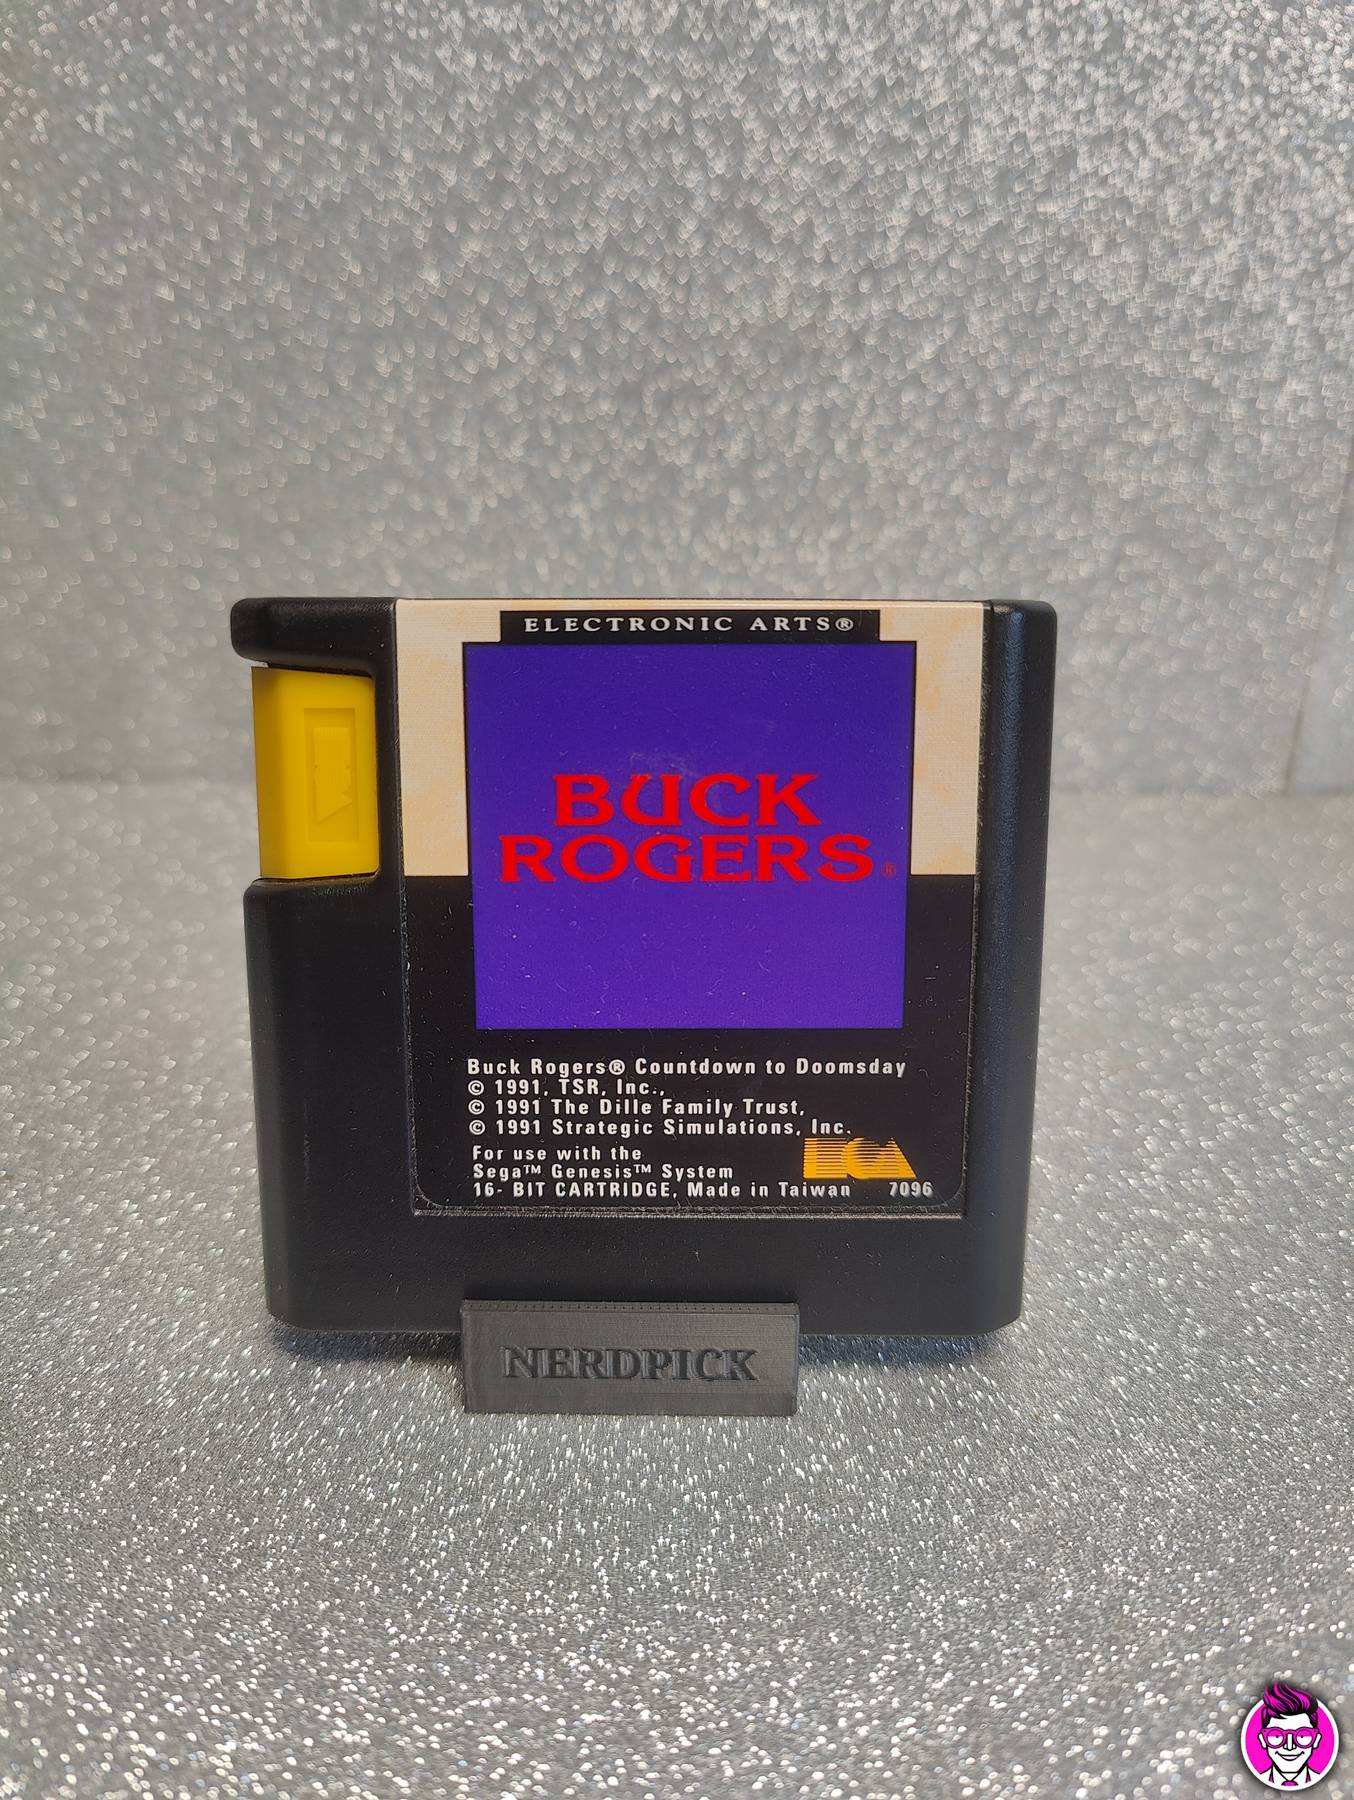 ELECTRONIC ARTS®
BUCK
ROGERS®
Buck Rogers® Countdown to Doomsday
© 1991, TSR, Inc.,
© 1991 The Dille Family Trust,
© 1991 Strategic Simulations, Inc.
For use with the
Sega™ Genesis™ System
16- BIT CARTRIDGE, Made in Taiwan 7096
EA
NERDPICK